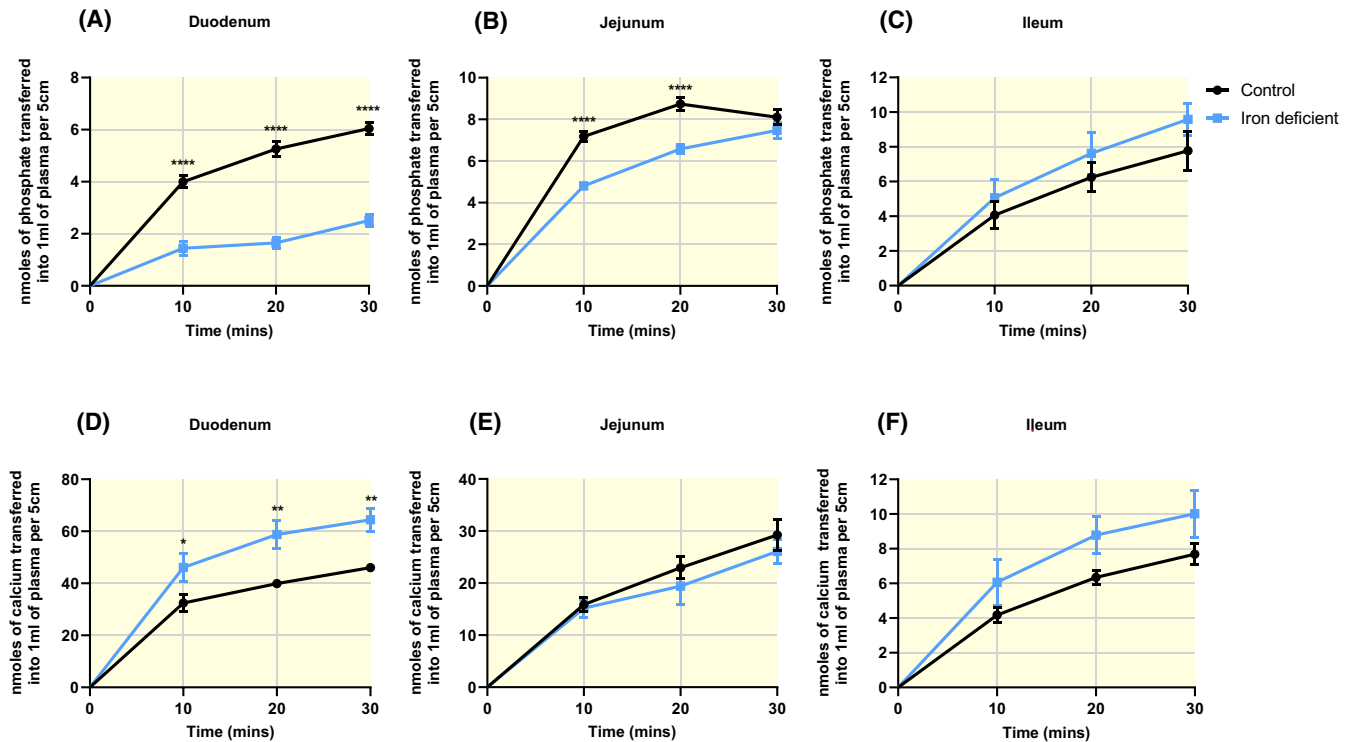 (A)
Duodenum
nmoles of phosphate transferred
into 1ml of plasma per 5cm
8
6
4
2
0
****
****
****
0
10
20
30
Time (mins)
(B)
Jejunum
nmoles of phosphate transferred
into 1ml of plasma per 5cm
10
8
6
4
2
0
****
****
0
10
20
30
Time (mins)
(C)
Ileum
nmoles of phosphate transferred
into 1ml of plasma per 5cm
12
10
8
6
4
2
0
0
10
20
30
Time (mins)
Control
Iron deficient
(D)
Duodenum
nmoles of calcium transferred
into 1ml of plasma per 5cm
80
60
40
20
0
*
**
**
0
10
20
30
Time (mins)
(E)
Jejunum
nmoles of calcium transferred
into 1ml of plasma per 5cm
40
30
20
10
0
0
10
20
30
Time (mins)
(F)
Ileum
nmoles of calcium transferred
into 1ml of plasma per 5cm
12
10
8
6
4
2
0
0
10
20
30
Time (mins)